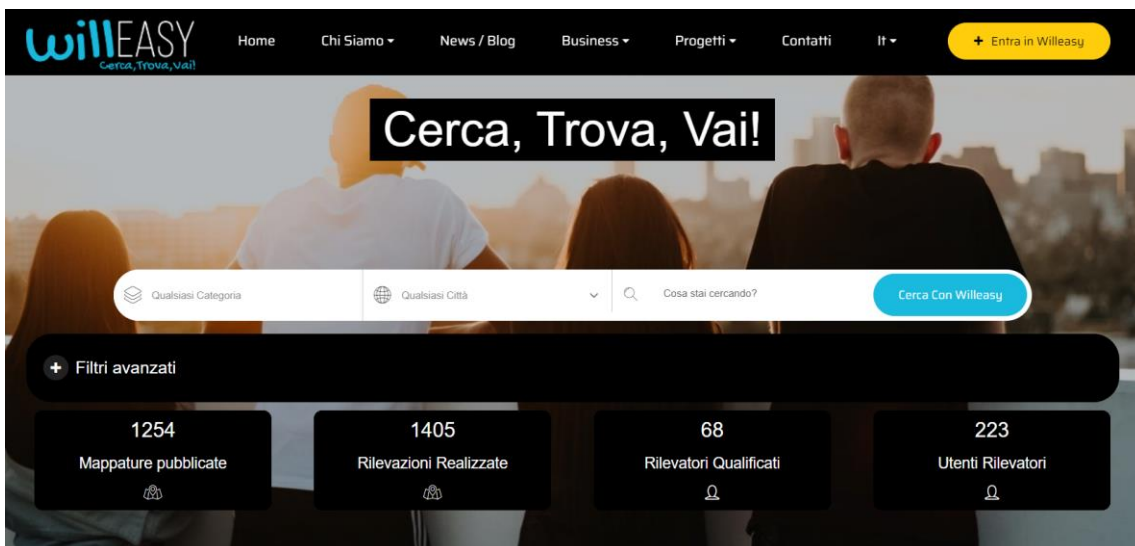 willEASY
Cerca,Trova,Vai!
Home
Chi Siamo
News / Blog
Business
Progetti
Contatti
It
+ Entra in Willeasy
Cerca, Trova, Vai!
Qualsiasi Categoria
Qualsiasi Città
Cosa stai cercando?
Cerca Con Willeasy
+ Filtri avanzati
1254
Mappature pubblicate
1405
Rilevazioni Realizzate
68
Rilevatori Qualificati
223
Utenti Rilevatori